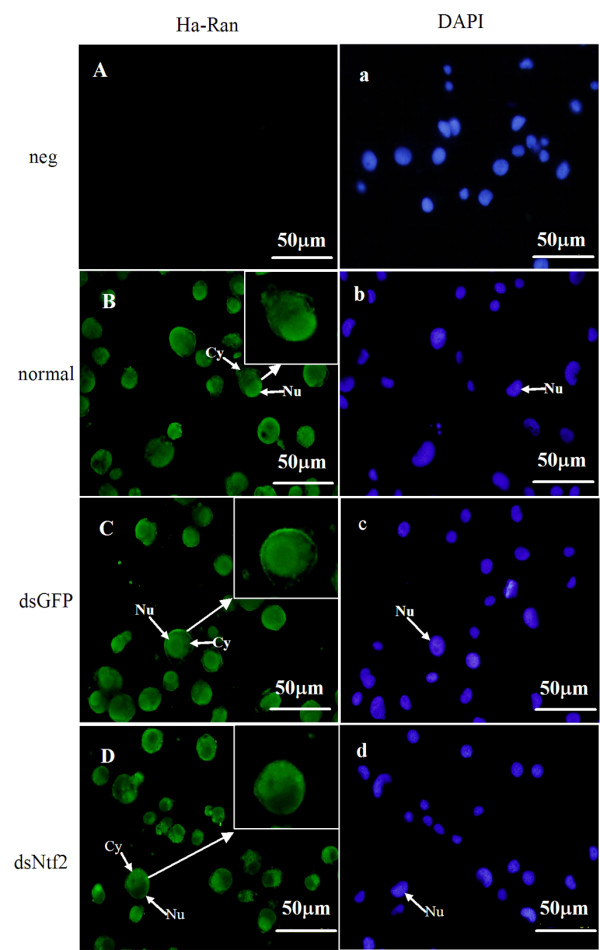 Ha-Ran DAPI
neg
A
50µm
a
50µm
normal
B
Cy
Nu
50µm
b
Nu
50µm
dsGFP
C
Nu
Cy
50µm
c
Nu
50µm
dsNtf2
D
Cy
Nu
50µm
d
Nu
50µm